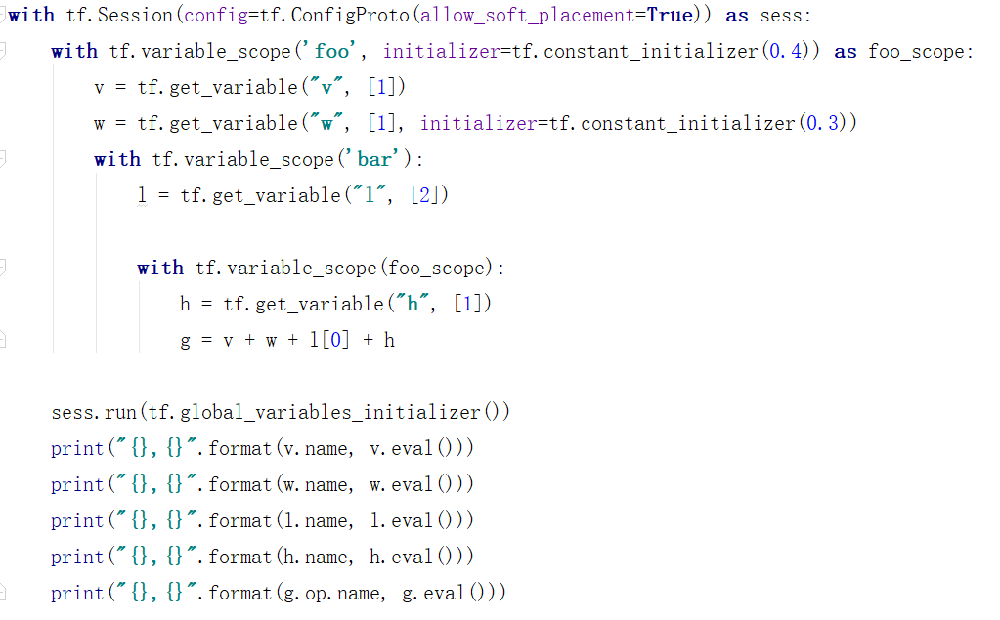 with tf.Session(config=tf.ConfigProto(allow_soft_placement=True)) as sess:
    with tf.variable_scope('foo', initializer=tf.constant_initializer(0.4)) as foo_scope:
        v = tf.get_variable("v", [1])
        w = tf.get_variable("w", [1], initializer=tf.constant_initializer(0.3))
        with tf.variable_scope('bar'):
            l = tf.get_variable("l", [2])
            with tf.variable_scope(foo_scope):
                h = tf.get_variable("h", [1])
                g = v + w + l[0] + h
    sess.run(tf.global_variables_initializer())
    print("{},{}".format(v.name, v.eval()))
    print("{},{}".format(w.name, w.eval()))
    print("{},{}".format(l.name, l.eval()))
    print("{},{}".format(h.name, h.eval()))
    print("{},{}".format(g.op.name, g.eval()))